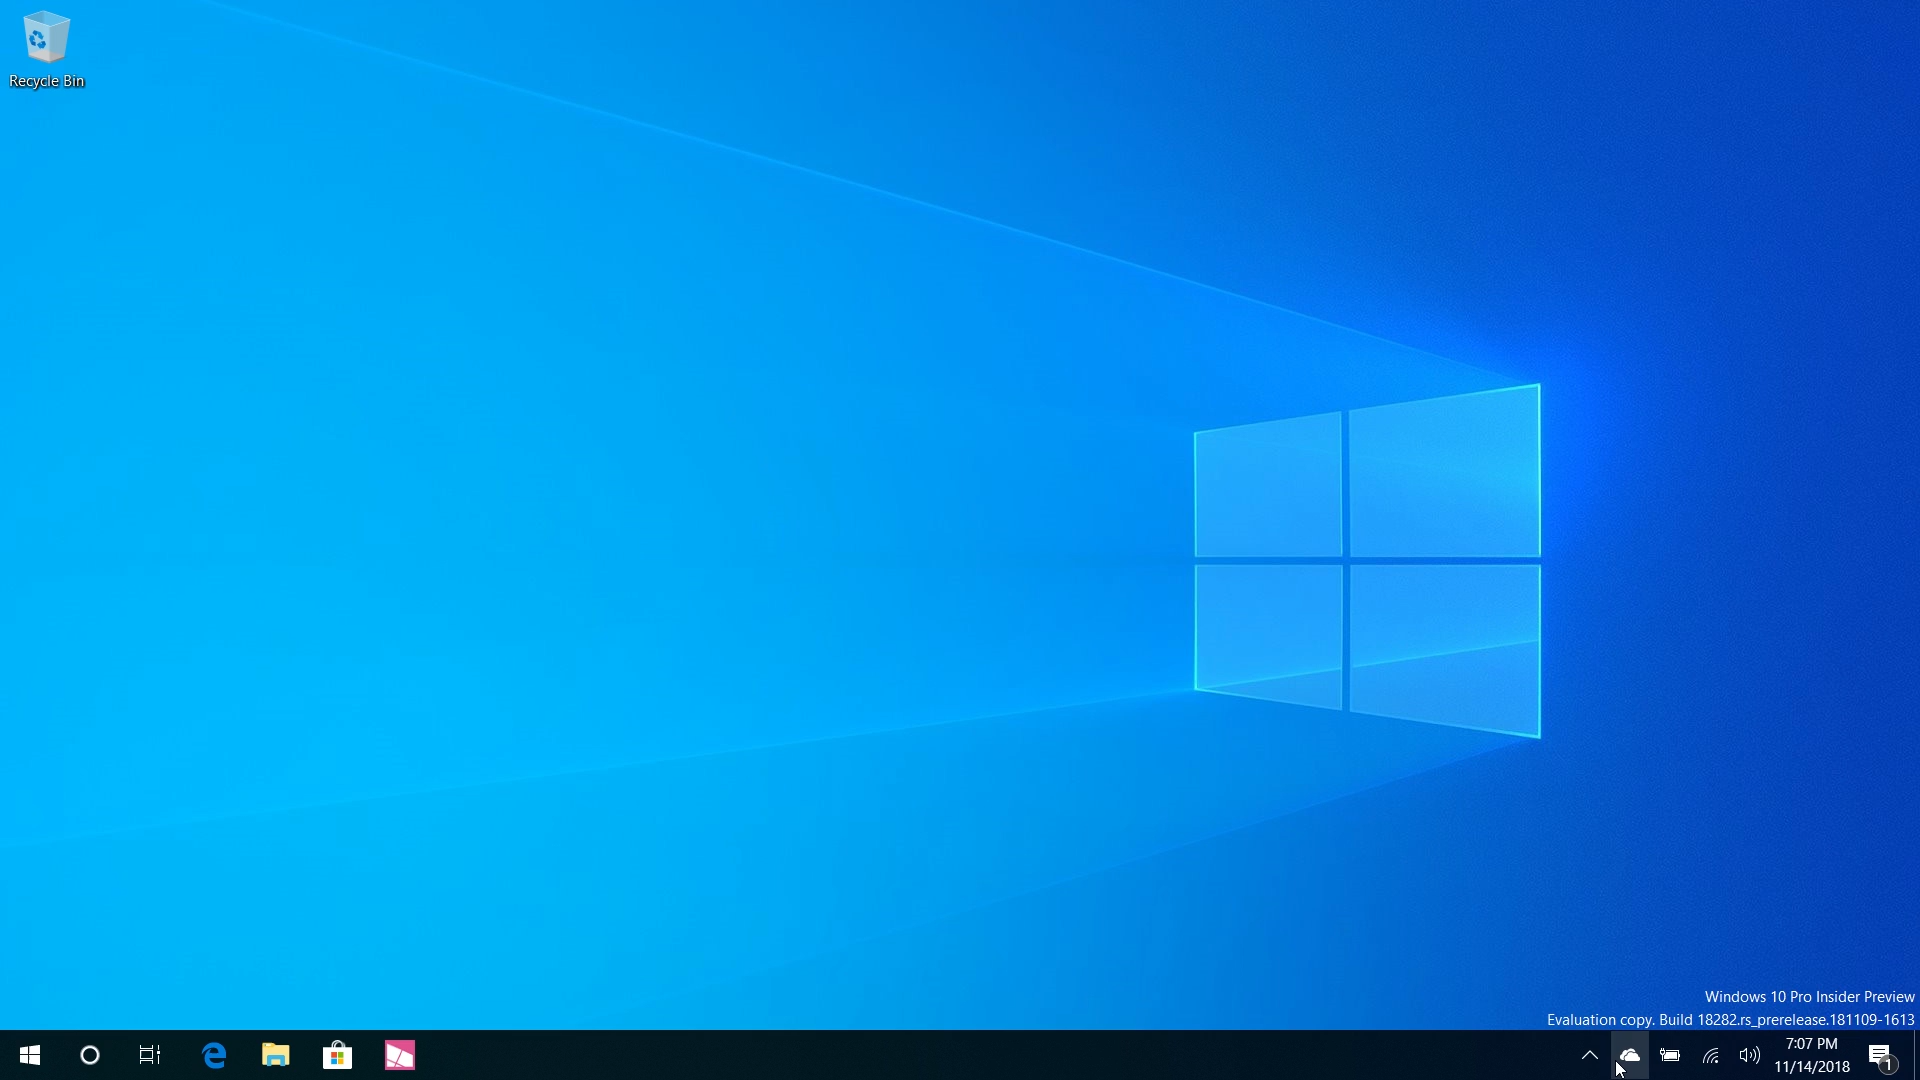 Recycle Bin
Windows 10 Pro Insider Preview
Evaluation copy. Build 18282.rs_prerelease.181109-1613
7:07 PM
11/14/2018
1